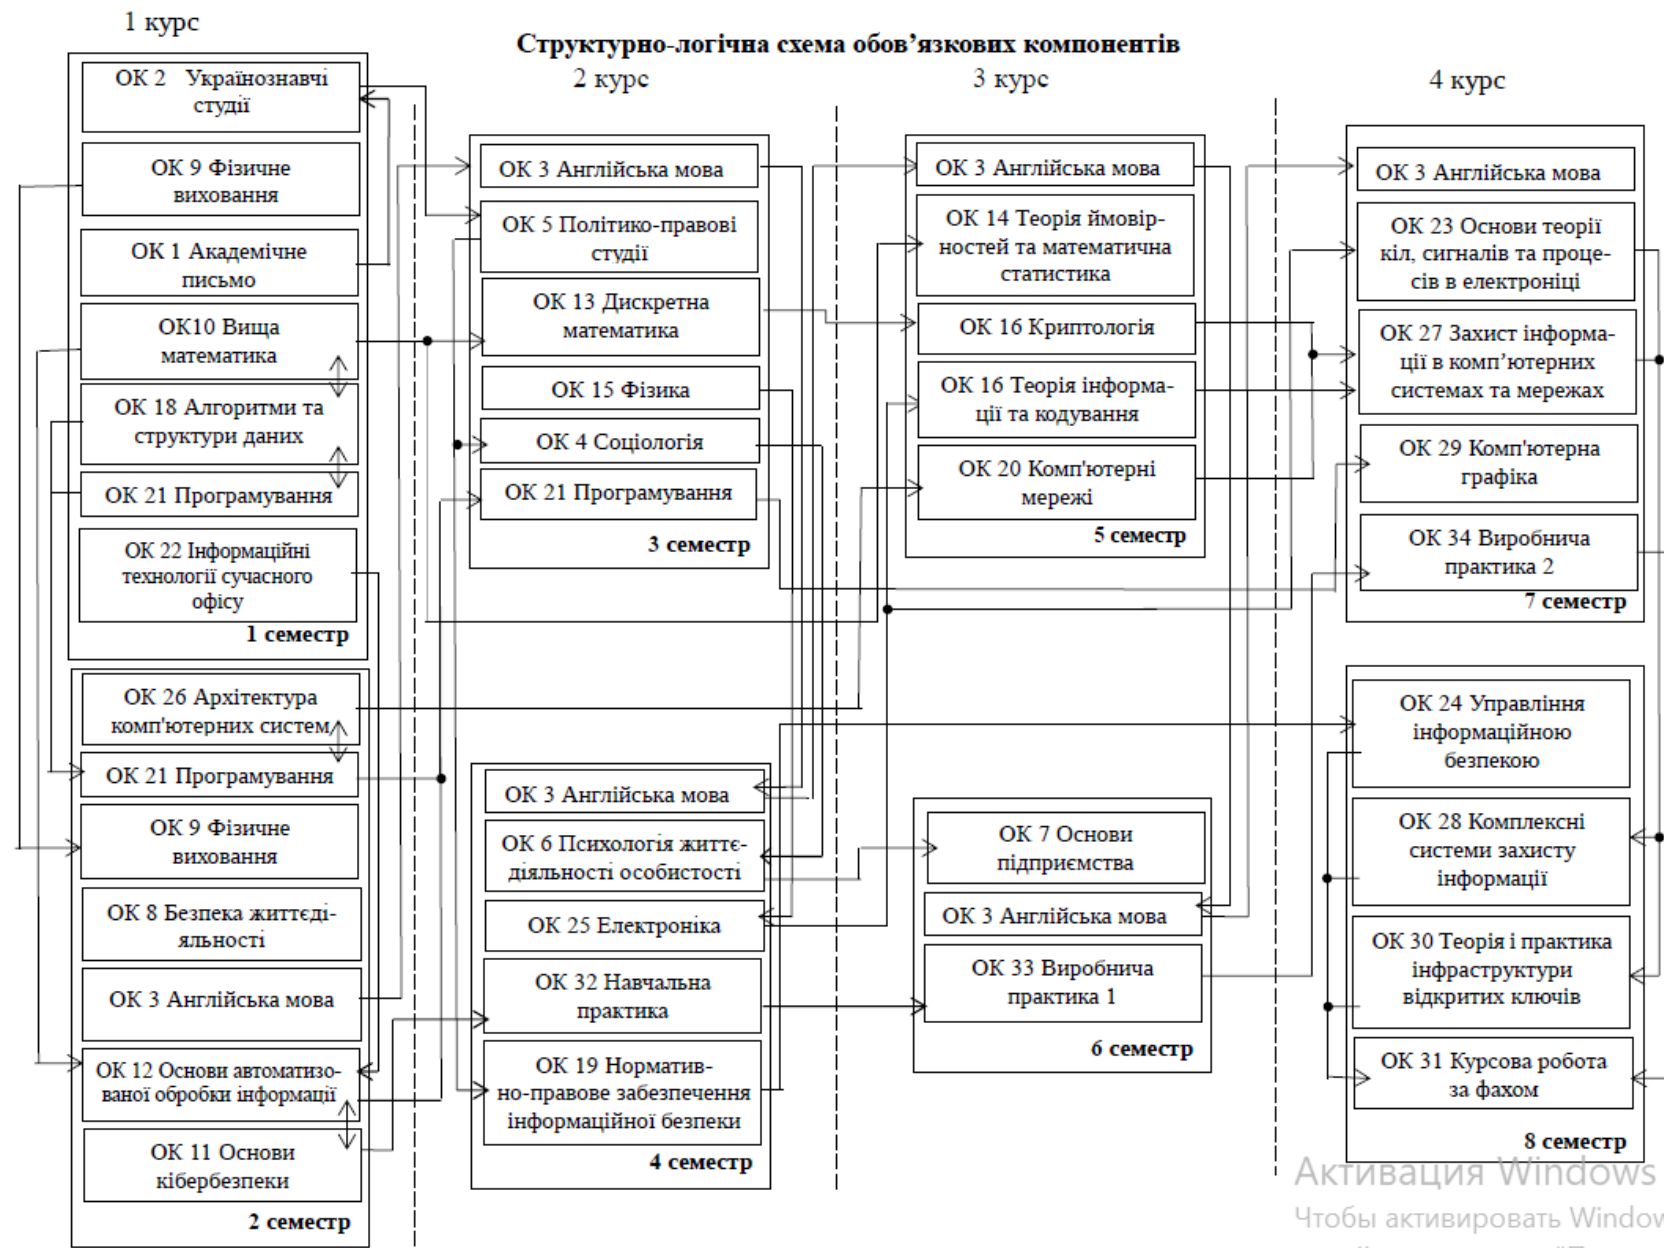 1 курс
Структурно-логічна схема обов’язкових компонентів
2 курс
3 курс
4 курс
ОК 2 Українознавчі
студії
ОК 9 Фізичне
виховання
ОК 1 Академічне
письмо
ОК10 Вища
математика
ОК 18 Алгоритми та
структури даних
ОК 21 Програмування
ОК 22 Інформаційні
технології сучасного
офісу
1 семестр
ОК 26 Архітектура
комп'ютерних систем
ОК 21 Програмування
ОК 9 Фізичне
виховання
ОК 8 Безпека життєді-
яльності
ОК 3 Англійська мова
ОК 12 Основи автоматизо-
ваної обробки інформації
ОК 11 Основи
кібербезпеки
2 семестр
ОК 3 Англійська мова
ОК 5 Політико-правові
студії
ОК 13 Дискретна
математика
ОК 15 Фізика
ОК 4 Соціологія
ОК 21 Програмування
3 семестр
ОК 3 Англійська мова
ОК 6 Психологія життє-
діяльності особистості
ОК 25 Електроніка
ОК 32 Навчальна
практика
ОК 19 Норматив-
но-правове забезпечення
інформаційної безпеки
4 семестр
ОК 3 Англійська мова
ОК 14 Теорія ймовір-
ностей та математична
статистика
ОК 16 Криптологія
ОК 16 Теорія інформа-
ції та кодування
ОК 20 Комп'ютерні
мережі
5 семестр
ОК 7 Основи
підприємства
ОК 3 Англійська мова
ОК 33 Виробнича
практика 1
6 семестр
ОК 3 Англійська мова
ОК 23 Основи теорії
кіл, сигналів та проце-
сів в електроніці
ОК 27 Захист інформа-
ції в комп’ютерних
системах та мережах
ОК 29 Комп'ютерна
графіка
ОК 34 Виробнича
практика 2
7 семестр
ОК 24 Управління
інформаційною
безпекою
ОК 28 Комплексні
системи захисту
інформації
ОК 30 Теорія і практика
інфраструктури
відкритих ключів
ОК 31 Курсова робота
за фахом
8 семестр
Активация Windows
Чтобы активировать Window